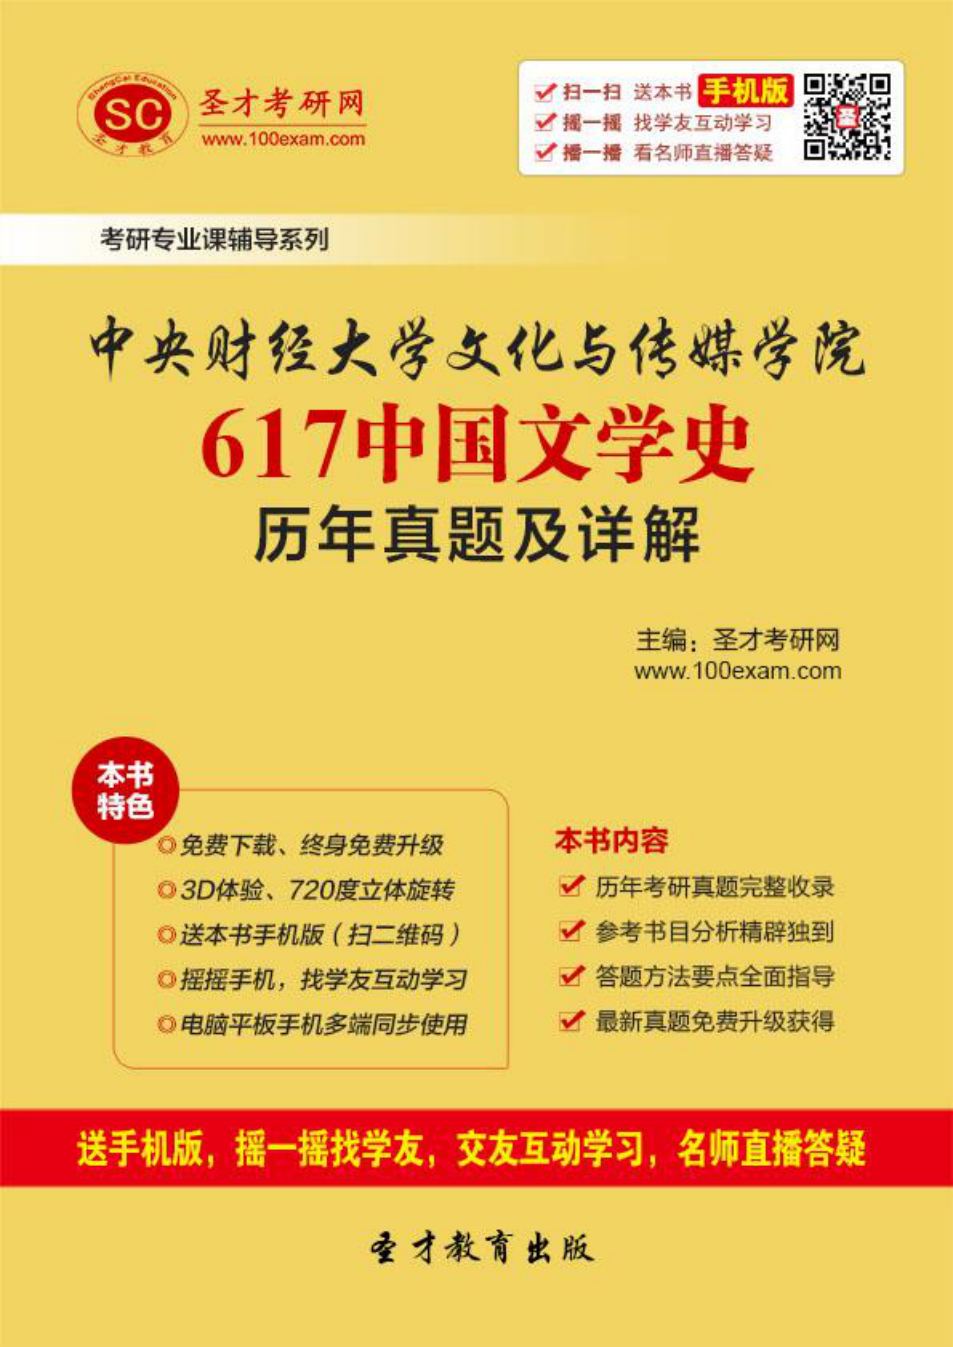 ShengCai Education
SC
圣才教育
圣才考研网
www.100exam.com
扫一扫 送本书 手机版
摇一摇 找学友互动学习
播一播 看名师直播答疑
圣
考研专业课辅导系列
中央财经大学文化与传媒学院
617中国文学史
历年真题及详解
主编：圣才考研网
www.100exam.com
本书
特色
◎免费下载、终身免费升级
◎3D体验、720度立体旋转
◎送本书手机版（扫二维码）
◎摇摇手机，找学友互动学习
◎电脑平板手机多端同步使用
本书内容
历年考研真题完整收录
参考书目分析精辟独到
答题方法要点全面指导
最新真题免费升级获得
送手机版，摇一摇找学友，交友互动学习，名师直播答疑
圣才教育出版